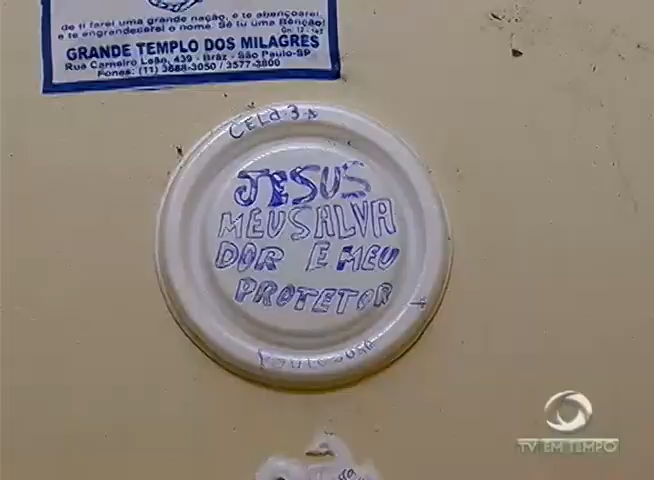 de ti farei uma grande nação, e te abençoarei,
e te engrandecerei o nome. Sê tu uma Benção!
GRANDE TEMPLO DOS MILAGRES
Rua Carneiro Leão, 439 - Bráz - São Paulo-SP
Fones: (11) 3688-3050 / 3577-3800
CELA 3
JESUS
MEU SALVA
DOR E MEU
PROTETOR
TV EM TEMPO